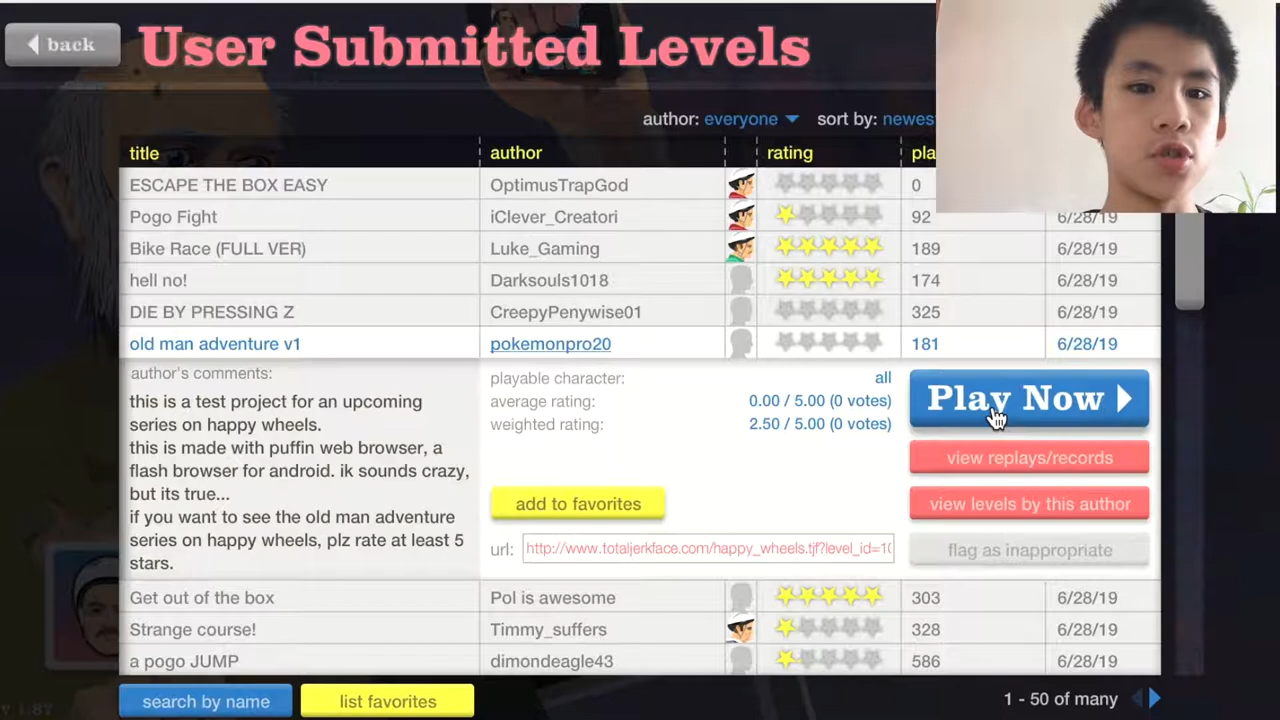 back
User Submitted Levels
author: everyone sort by: newest
title author rating pla
ESCAPE THE BOX EASY OptimusTrapGod 0
Pogo Fight iClever_Creatori 92 6/28/19
Bike Race (FULL VER) Luke_Gaming 189 6/28/19
hell no! Darksouls1018 174 6/28/19
DIE BY PRESSING Z CreepyPenywise01 325 6/28/19
old man adventure v1 pokemonpro20 181 6/28/19
author's comments:
this is a test project for an upcoming
series on happy wheels.
this is made with puffin web browser, a
flash browser for android. ik sounds crazy,
but its true...
if you want to see the old man adventure
series on happy wheels, plz rate at least 5
stars.
playable character: all
average rating: 0.00 / 5.00 (0 votes)
weighted rating: 2.50 / 5.00 (0 votes)
add to favorites
url: http://www.totaljerkface.com/happy_wheels.tjf?level_id=10
Play Now
view replays/records
view levels by this author
flag as inappropriate
Get out of the box Pol is awesome 303 6/28/19
Strange course! Timmy_suffers 328 6/28/19
a pogo JUMP dimondeagle43 586 6/28/19
search by name list favorites 1 - 50 of many
v 1.87